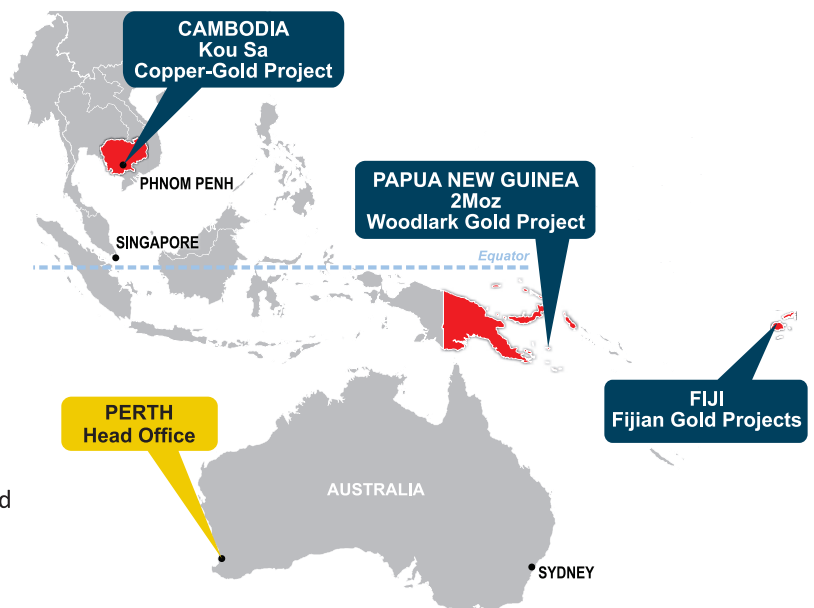 CAMBODIA
Kou Sa
Copper-Gold Project
PHNOM PENH
PAPUA NEW GUINEA
2Moz
Woodlark Gold Project
SINGAPORE
Equator
FIJI
Fijian Gold Projects
PERTH
Head Office
AUSTRALIA
d
SYDNEY